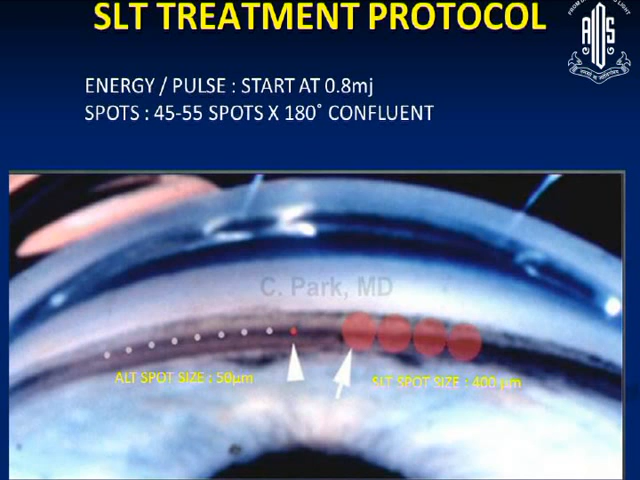 SLT TREATMENT PROTOCOL
ENERGY / PULSE : START AT 0.8mj
SPOTS : 45-55 SPOTS X 180˚ CONFLUENT
C. Park, MD
ALT SPOT SIZE : 50µm
SLT SPOT SIZE : 400 µm